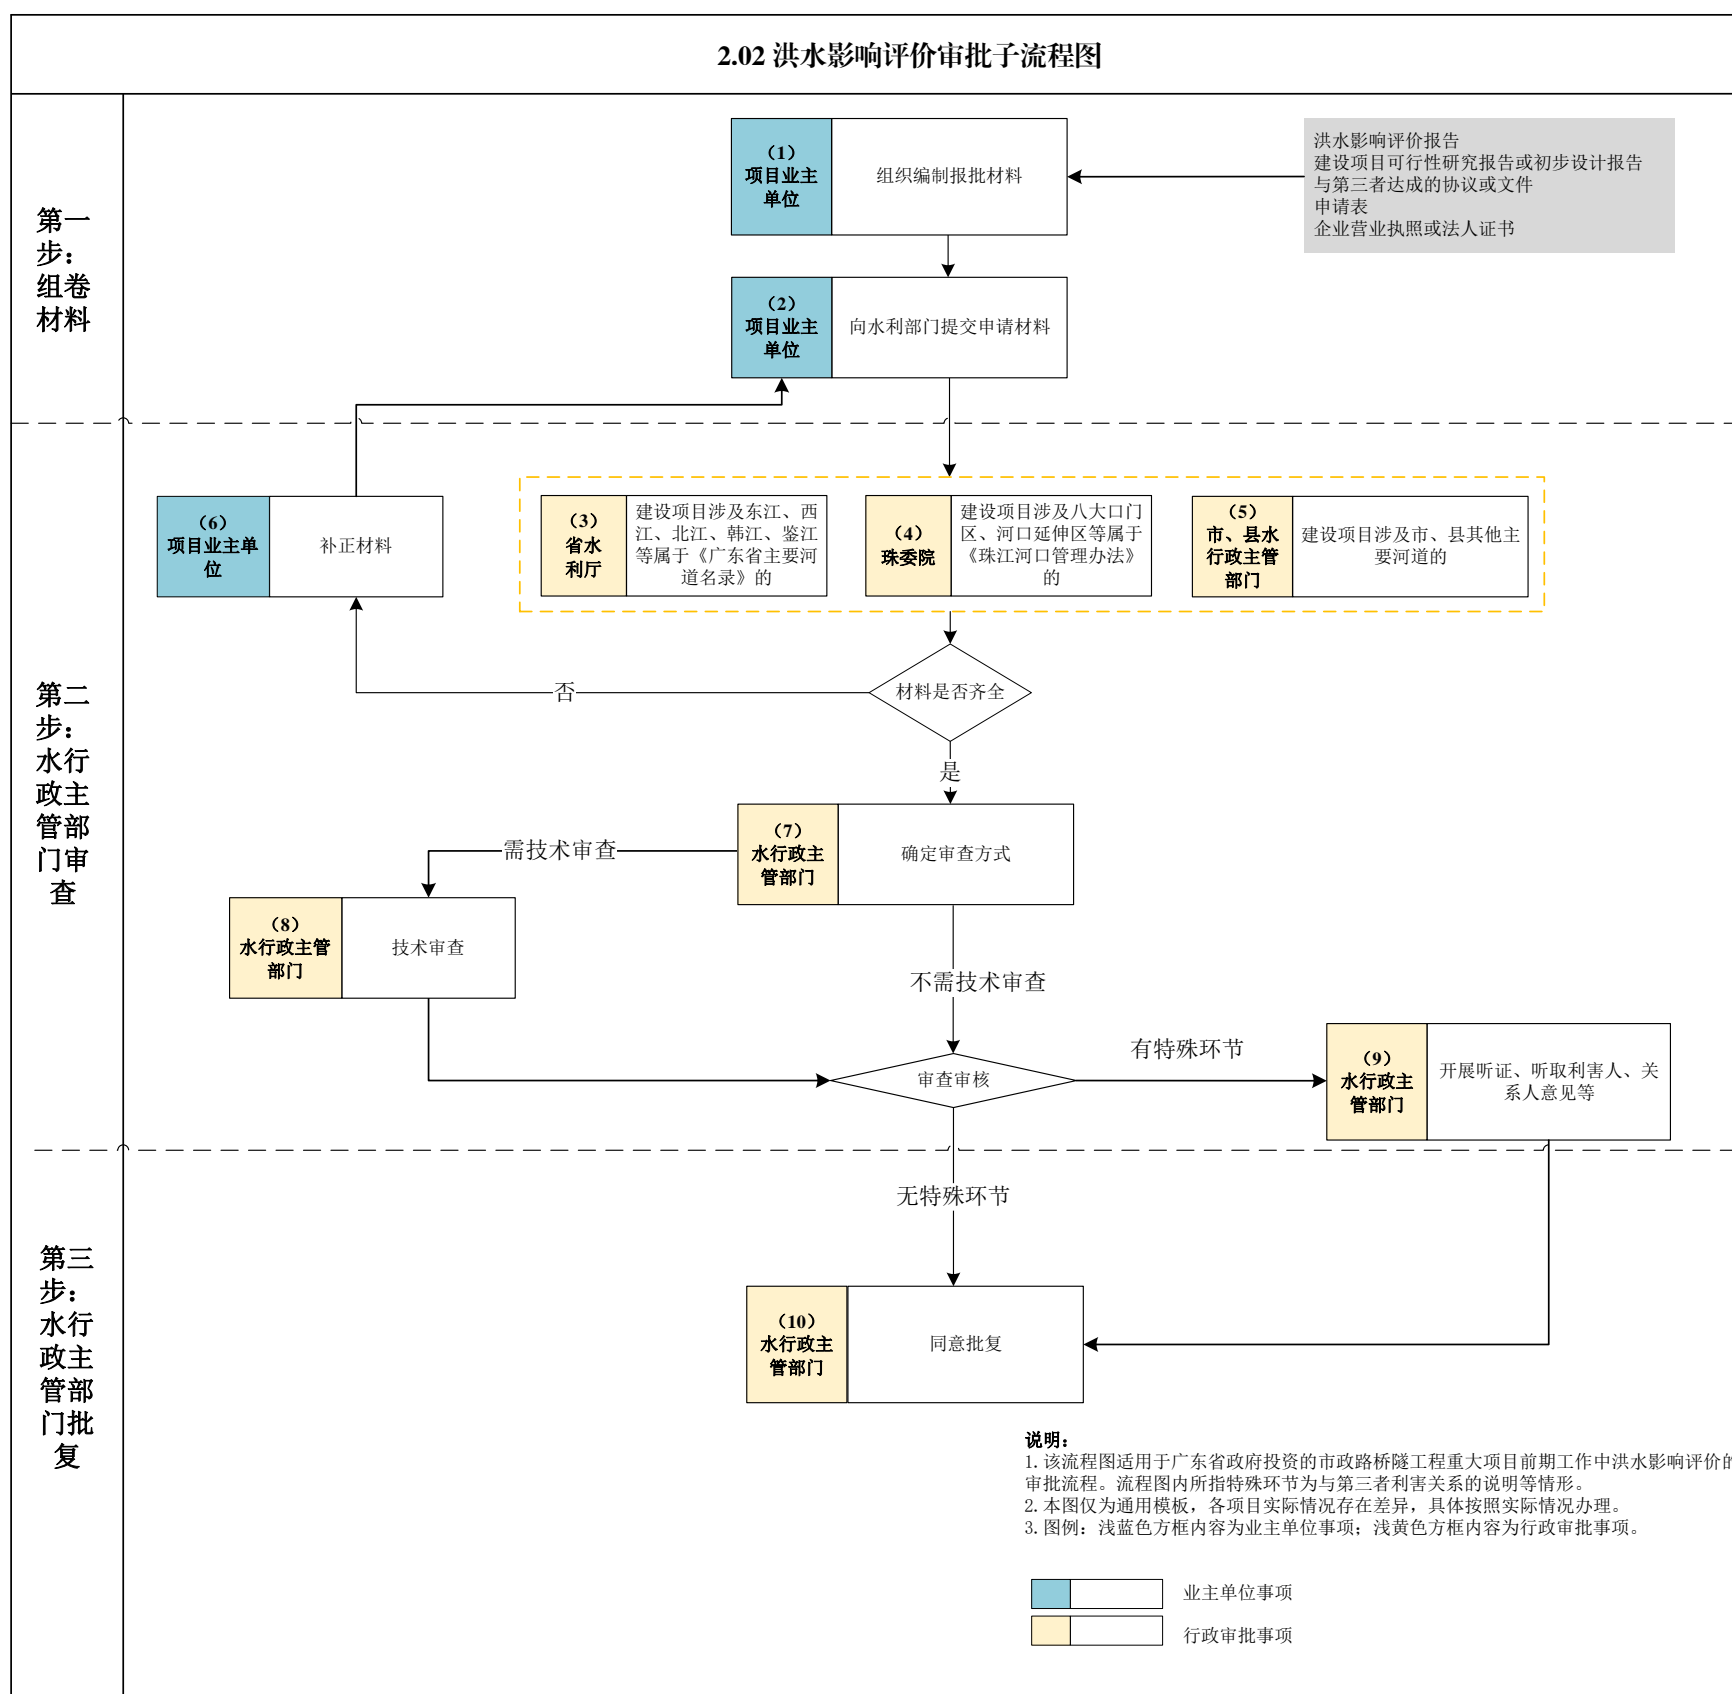 2.02 洪水影响评价审批子流程图
第一
步：
组卷
材料
（1）
项目业主
单位
组织编制报批材料
洪水影响评价报告
建设项目可行性研究报告或初步设计报告
与第三者达成的协议或文件
申请表
企业营业执照或法人证书
（2）
项目业主
单位
向水利部门提交申请材料
第二
步：
水行
政主
管部
门审
查
（6）
项目业主单
位
补正材料
（3）
省水
利厅
建设项目涉及东江、西
江、北江、韩江、鉴江
等属于《广东省主要河
道名录》的
（4）
珠委院
建设项目涉及八大口门
区、河口延伸区等属于
《珠江河口管理办法》
的
（5）
市、县水
行政主管
部门
建设项目涉及市、县其他主
要河道的
材料是否齐全
否
是
（7）
水行政主
管部门
确定审查方式
需技术审查
（8）
水行政主管
部门
技术审查
不需技术审查
审查审核
有特殊环节
（9）
水行政主
管部门
开展听证、听取利害人、关
系人意见等
第三
步：
水行
政主
管部
门批
复
无特殊环节
（10）
水行政主
管部门
同意批复
说明：
1. 该流程图适用于广东省政府投资的市政路桥隧工程重大项目前期工作中洪水影响评价的
审批流程。流程图内所指特殊环节为与第三者利害关系的说明等情形。
2. 本图仅为通用模板，各项目实际情况存在差异，具体按照实际情况办理。
3. 图例：浅蓝色方框内容为业主单位事项；浅黄色方框内容为行政审批事项。
业主单位事项
行政审批事项